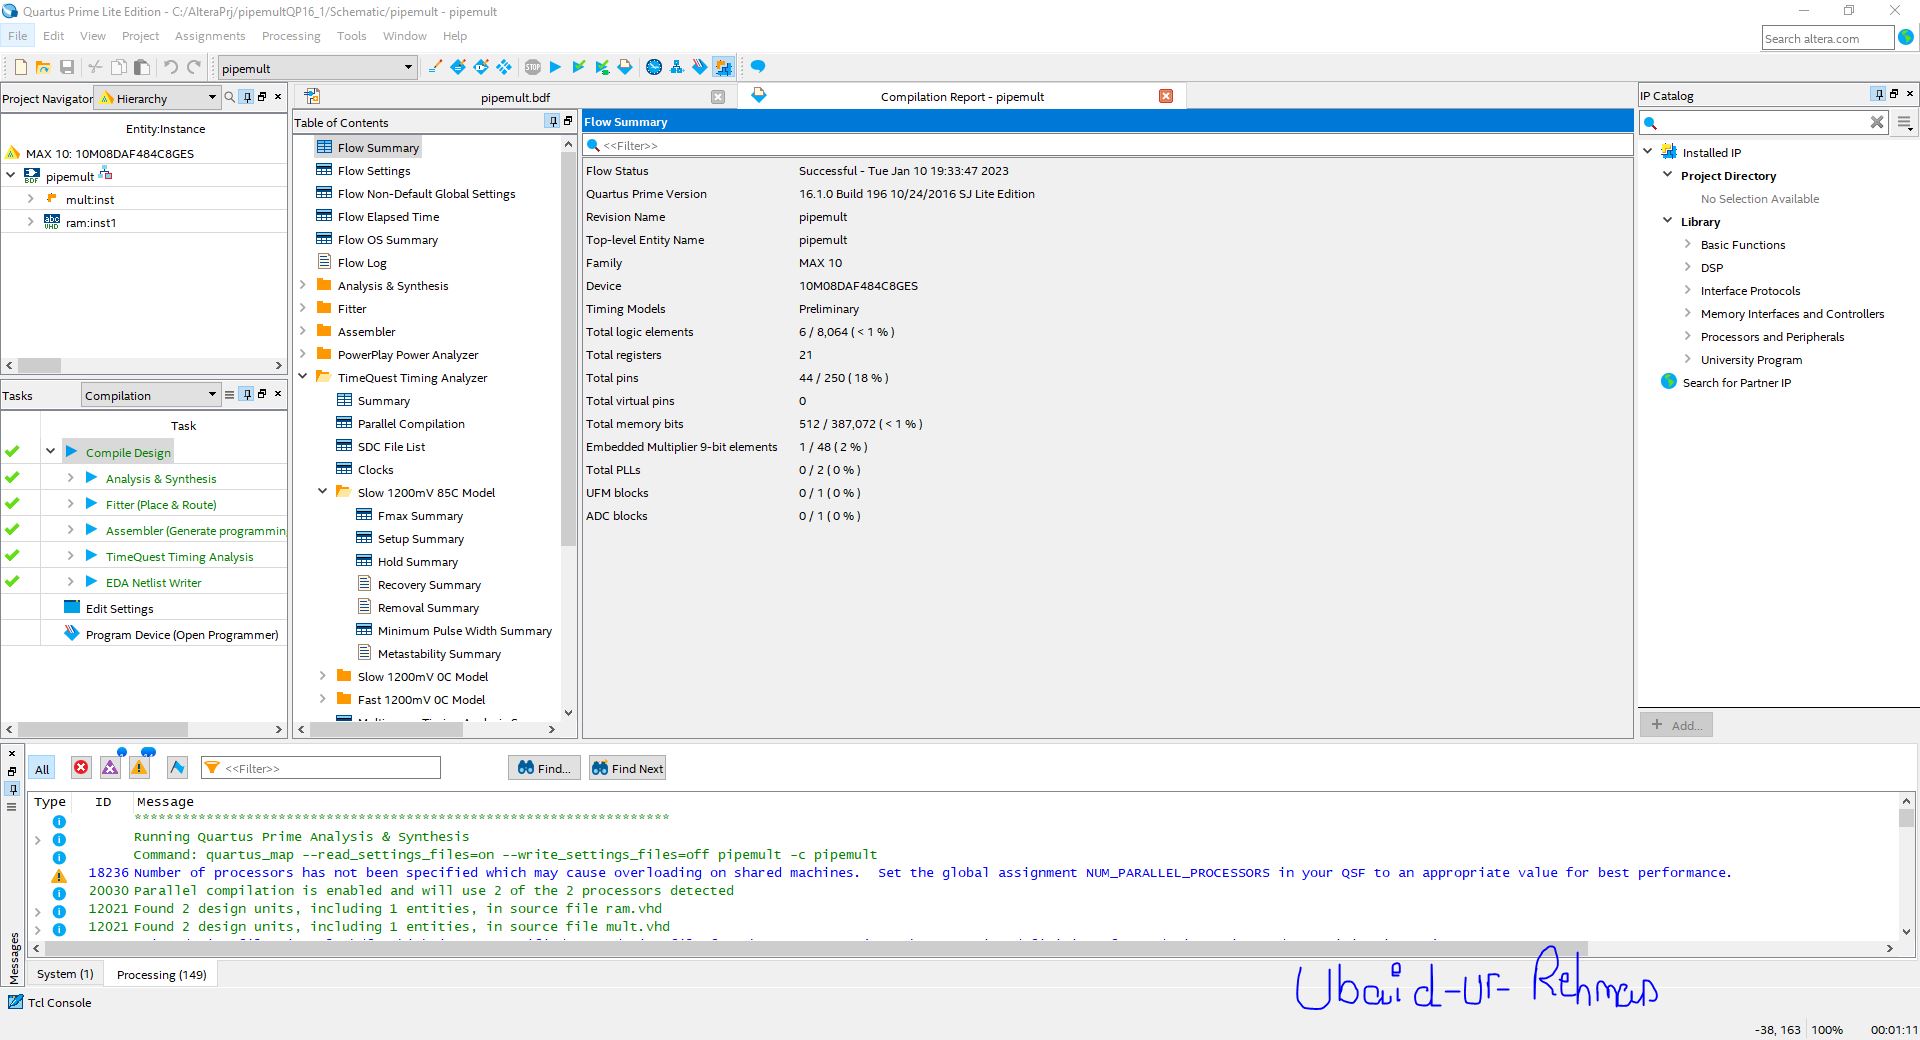 Quartus Prime Lite Edition - C:/AlteraPrj/pipemultQP16_1/Schematic/pipemult - pipemult
File Edit View Project Assignments Processing Tools Window Help
Search altera.com
pipemult
Project Navigator Hierarchy
Entity:Instance
MAX 10: 10M08DAF484C8GES
pipemult
mult:inst
ram:inst1
Tasks Compilation
Task
Compile Design
Analysis & Synthesis
Fitter (Place & Route)
Assembler (Generate programmin
TimeQuest Timing Analysis
EDA Netlist Writer
Edit Settings
Program Device (Open Programmer)
pipemult.bdf
Compilation Report - pipemult
Table of Contents
Flow Summary
Flow Settings
Flow Non-Default Global Settings
Flow Elapsed Time
Flow OS Summary
Flow Log
Analysis & Synthesis
Fitter
Assembler
PowerPlay Power Analyzer
TimeQuest Timing Analyzer
Summary
Parallel Compilation
SDC File List
Clocks
Slow 1200mV 85C Model
Fmax Summary
Setup Summary
Hold Summary
Recovery Summary
Removal Summary
Minimum Pulse Width Summary
Metastability Summary
Slow 1200mV 0C Model
Fast 1200mV 0C Model
Flow Summary
<<Filter>>
Flow Status Successful - Tue Jan 10 19:33:47 2023
Quartus Prime Version 16.1.0 Build 196 10/24/2016 SJ Lite Edition
Revision Name pipemult
Top-level Entity Name pipemult
Family MAX 10
Device 10M08DAF484C8GES
Timing Models Preliminary
Total logic elements 6 / 8,064 ( < 1 % )
Total registers 21
Total pins 44 / 250 ( 18 % )
Total virtual pins 0
Total memory bits 512 / 387,072 ( < 1 % )
Embedded Multiplier 9-bit elements 1 / 48 ( 2 % )
Total PLLs 0 / 2 ( 0 % )
UFM blocks 0 / 1 ( 0 % )
ADC blocks 0 / 1 ( 0 % )
IP Catalog
Installed IP
Project Directory
No Selection Available
Library
Basic Functions
DSP
Interface Protocols
Memory Interfaces and Controllers
Processors and Peripherals
University Program
Search for Partner IP
+ Add...
All <<Filter>> Find... Find Next
Type ID Message
*******************************************************************
Running Quartus Prime Analysis & Synthesis
Command: quartus_map --read_settings_files=on --write_settings_files=off pipemult -c pipemult
18236 Number of processors has not been specified which may cause overloading on shared machines. Set the global assignment NUM_PARALLEL_PROCESSORS in your QSF to an appropriate value for best performance.
20030 Parallel compilation is enabled and will use 2 of the 2 processors detected
12021 Found 2 design units, including 1 entities, in source file ram.vhd
12021 Found 2 design units, including 1 entities, in source file mult.vhd
Messages
System (1) Processing (149)
Tcl Console
Ubaid-ur-Rehman
-38, 163 100% 00:01:11